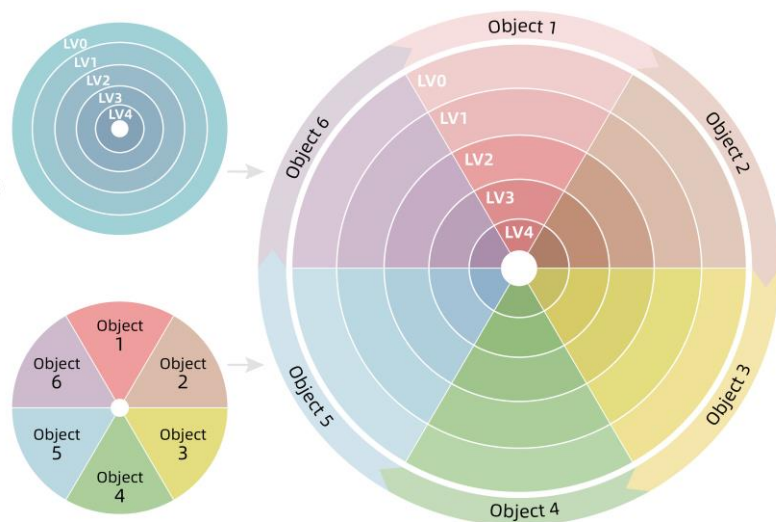 LV0
LV1
LV2
LV3
LV4
Object
1
Object
2
Object
3
Object
4
Object
5
Object
6
Object 1
Object 2
Object 3
Object 4
Object 5
Object 6
LV0
LV1
LV2
LV3
LV4